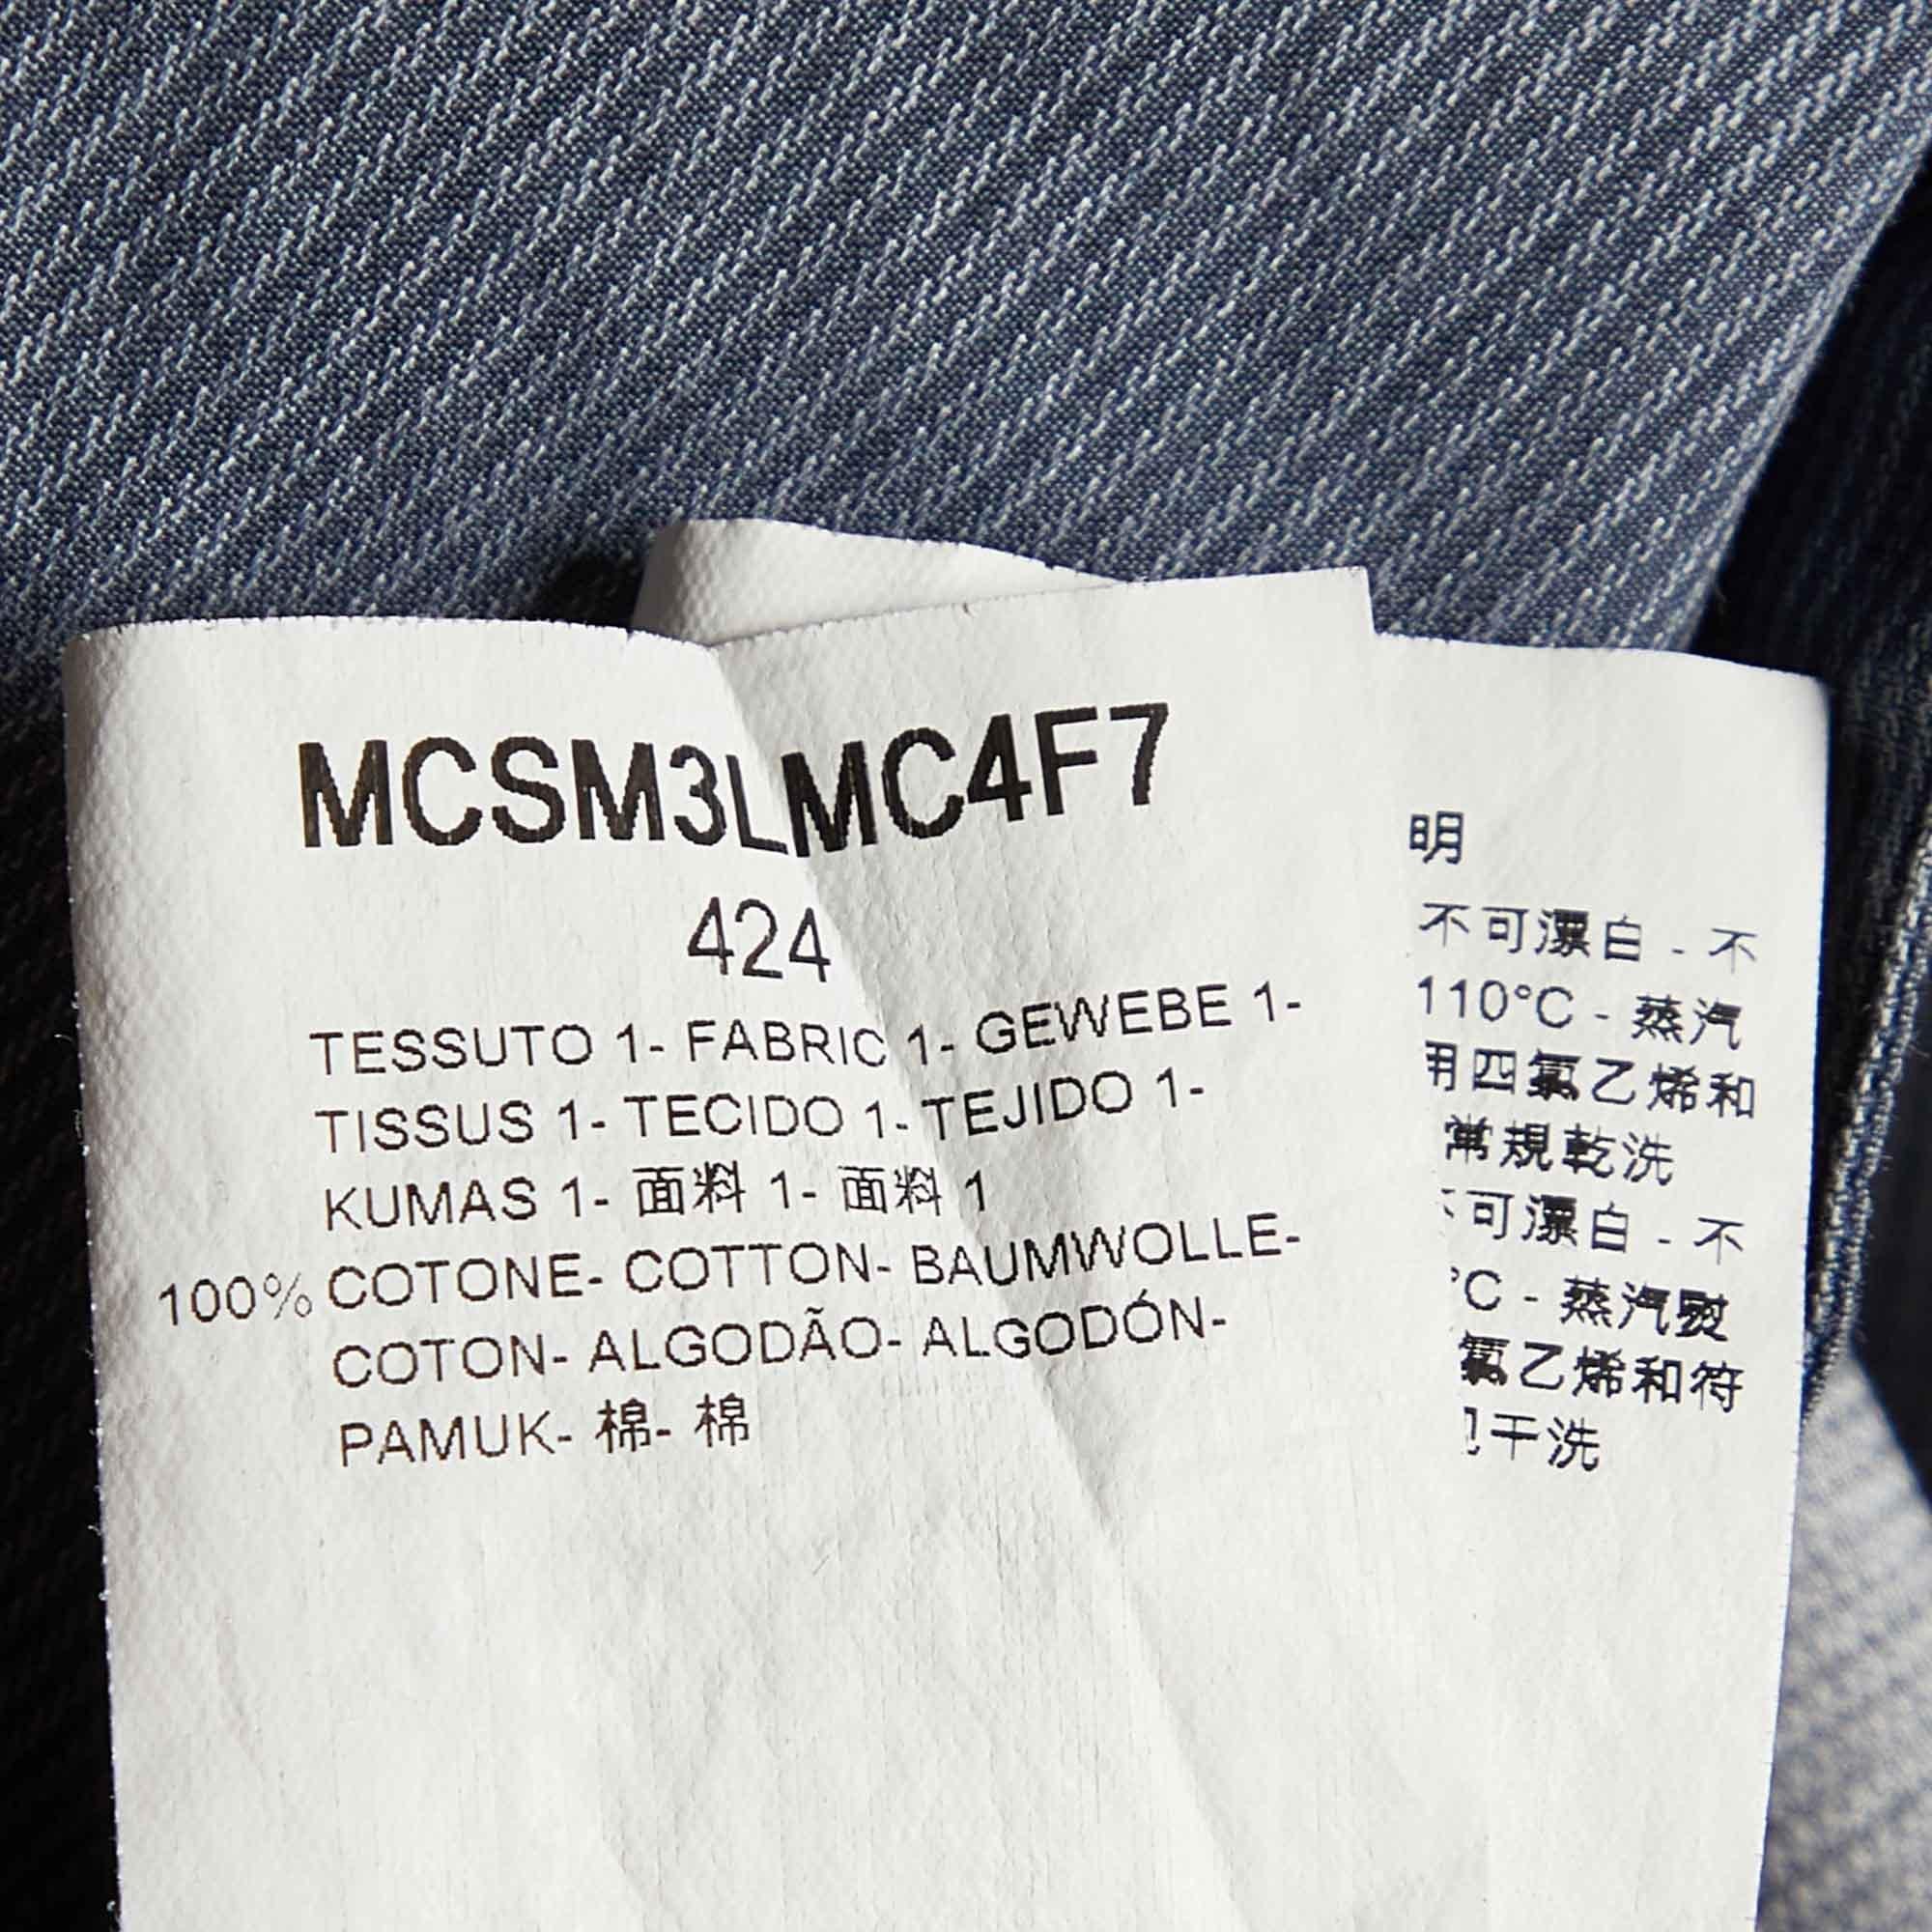 MCSM3LMC4F7
424
TESSUTO 1- FABRIC 1- GEWEBE 1-
TISSUS 1- TECIDO 1- TEJIDO 1-
KUMAS 1- 面料 1- 面料 1
100% COTONE- COTTON- BAUMWOLLE-
COTON- ALGODÃO- ALGODÓN-
PAMUK- 棉- 棉
明
不可漂白 - 不
110°C - 蒸汽
用四氯乙烯和
常規乾洗
可漂白 - 不
°C - 蒸汽熨
氯乙烯和符
干洗